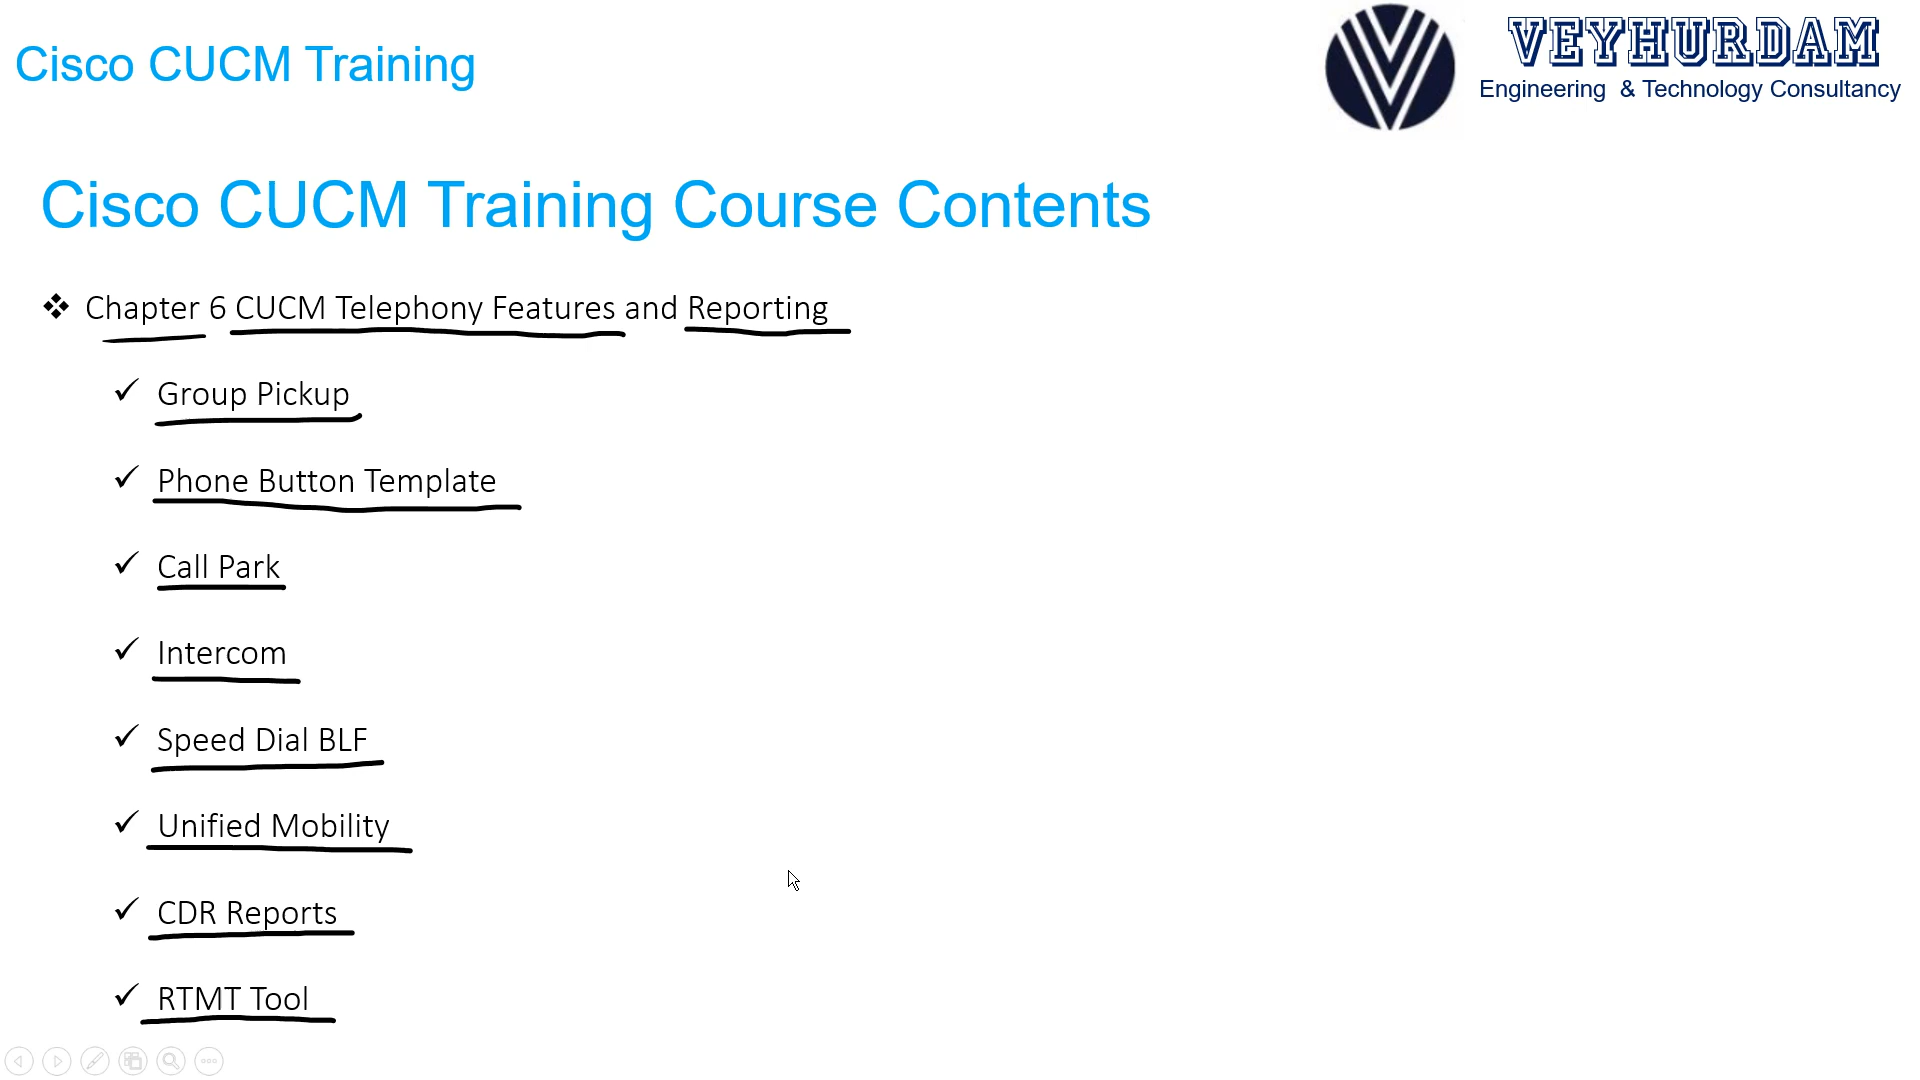 Cisco CUCM Training
VEYHURDAM
Engineering & Technology Consultancy
Cisco CUCM Training Course Contents
Chapter 6 CUCM Telephony Features and Reporting
Group Pickup
Phone Button Template
Call Park
Intercom
Speed Dial BLF
Unified Mobility
CDR Reports
RTMT Tool